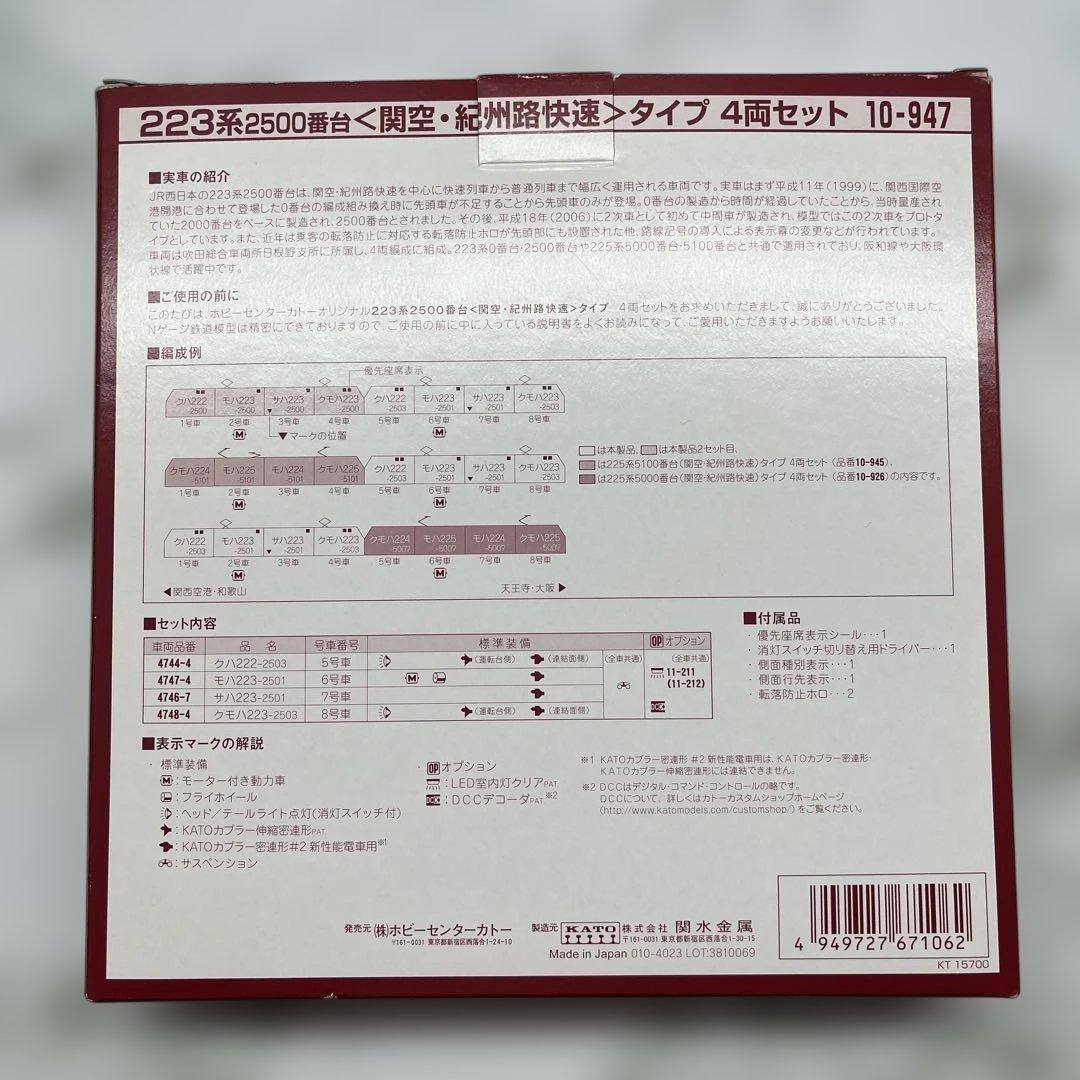 223系2500番台<関空・紀州路快速>タイプ 4両セット 10-947
■実車の紹介
JR西日本の223系2500番台は、関空・紀州路快速を中心に快速列車から普通列車まで幅広く運用される車両です。実車はまず平成11年(1999)に、関西国際空
港開港に合わせて登場した0番台の編成組み換え時に先頭車が不足することから先頭車のみが登場。0番台の製造から時間が経過していたことから、当時量産され
ていた2000番台をベースに製造され、2500番台とされました。その後、平成18年(2006)に2次車として初めて中間車が製造され、模型ではこの2次車をプロトタ
イプとしています。また、近年は乗客の転落防止に対応する転落防止ホロが先頭部にも設置された他、路線記号の導入による表示幕の変更などが行われています。
車両は吹田総合車両所日根野支所に所属し、4両編成に組成。223系0番台・2500番台や225系5000番台・5100番台と共通で運用されており、阪和線や大阪環
状線で活躍中です。
■ご使用の前に
このたびは、ホビーセンターカトーオリジナル223系2500番台<関空・紀州路快速>タイプ 4両セットをお求めいただきまして、誠にありがとうございました。
Nゲージ鉄道模型は精密にできておりますので、ご使用の前に中に入っている説明書をよくお読みになって、ご愛用いただきますようお願いいたします。
■編成例
優先座席表示
クハ222 モハ223 サハ223 クモハ223 クハ222 モハ223 サハ223 クモハ223
-2500 -2500 -2500 -2500 -2503 -2501 -2501 -2503
1号車 2号車 3号車 4号車 5号車 6号車 7号車 8号車
M M
▼マークの位置
□は本製品、□は本製品2セット目、
クモハ224 モハ225 モハ224 クモハ225 クハ222 モハ223 サハ223 クモハ223
-5101 -5101 -5101 -5101 -2503 -2501 -2501 -2503
■は225系5100番台(関空・紀州路快速)タイプ 4両セット (品番10-945)、
■は225系5000番台(関空・紀州路快速)タイプ 4両セット (品番10-926)の内容です。
1号車 2号車 3号車 4号車 5号車 6号車 7号車 8号車
M M
クハ222 モハ223 サハ223 クモハ223 クモハ224 モハ225 モハ224 クモハ225
-2503 -2501 -2501 -2503 -5007 -5007 -5007 -5007
1号車 2号車 3号車 4号車 5号車 6号車 7号車 8号車
M M
◀関西空港・和歌山 天王寺・大阪▶
■セット内容
車両品番 品 名 号車番号 標準装備 OPオプション
4744-4 クハ222-2503 5号車 (運転台側) (連結面側) (全車共通) (全車共通)
4747-4 モハ223-2501 6号車 M 11-211
4746-7 サハ223-2501 7号車 (11-212)
4748-4 クモハ223-2503 8号車 (運転台側) (連結面側) DCC
■付属品
・優先座席表示シール・・・1
・消灯スイッチ切り替え用ドライバー・・・1
・側面種別表示・・・1
・側面行先表示・・・1
・転落防止ホロ・・・2
■表示マークの解説
・標準装備
M:モーター付き動力車
:フライホイール
:ヘッド/テールライト点灯(消灯スイッチ付)
:KATOカプラー伸縮密連形PAT.
:KATOカプラー密連形#2 新性能電車用※1
:サスペンション
・OPオプション
:LED室内灯クリアPAT.
DCC:DCCデコーダPAT.※2
※1 KATOカプラー密連形 #2 新性能電車用は、KATOカプラー密連形・
KATOカプラー伸縮密連形には連結できません。
※2 DCCはデジタル・コマンド・コントロールの略です。
DCCについて、詳しくはカトーカスタムショップホームページ
(http://www.katomodels.com/customshop/)をご覧ください。
発売元 (株)ホビーセンターカトー
〒161-0031 東京都新宿区西落合1-24-10
製造元 KATO 株式会社 関水金属
〒161-0031 東京都新宿区西落合1-30-15
Made in Japan 010-4023 LOT:3810069
4 949727 671062
KT 15700